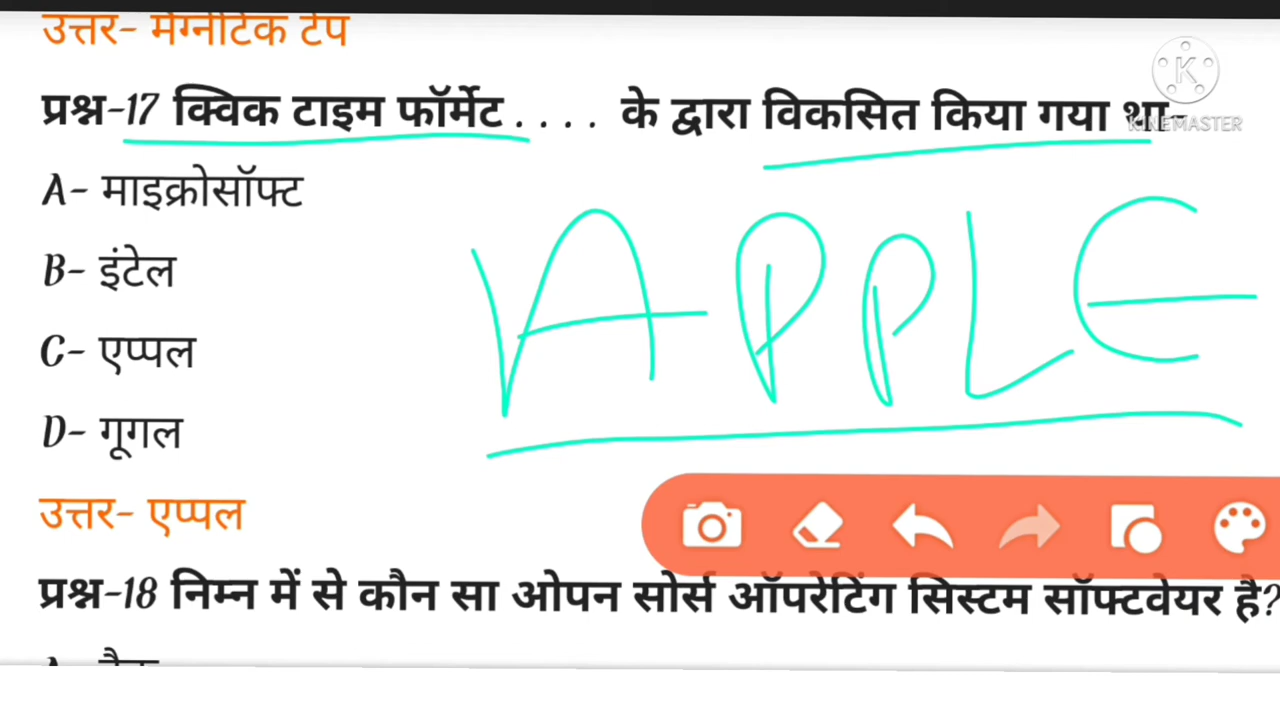 उत्तर- मैग्नीटिक टेप
प्रश्न-17 क्विक टाइम फॉर्मेट . . . . के द्वारा विकसित किया गया था-
K
KINEMASTER
A- माइक्रोसॉफ्ट
B- इंटेल
C- एप्पल
D- गूगल
APPLE
उत्तर- एप्पल
प्रश्न-18 निम्न में से कौन सा ओपन सोर्स ऑपरेटिंग सिस्टम सॉफ्टवेयर है?